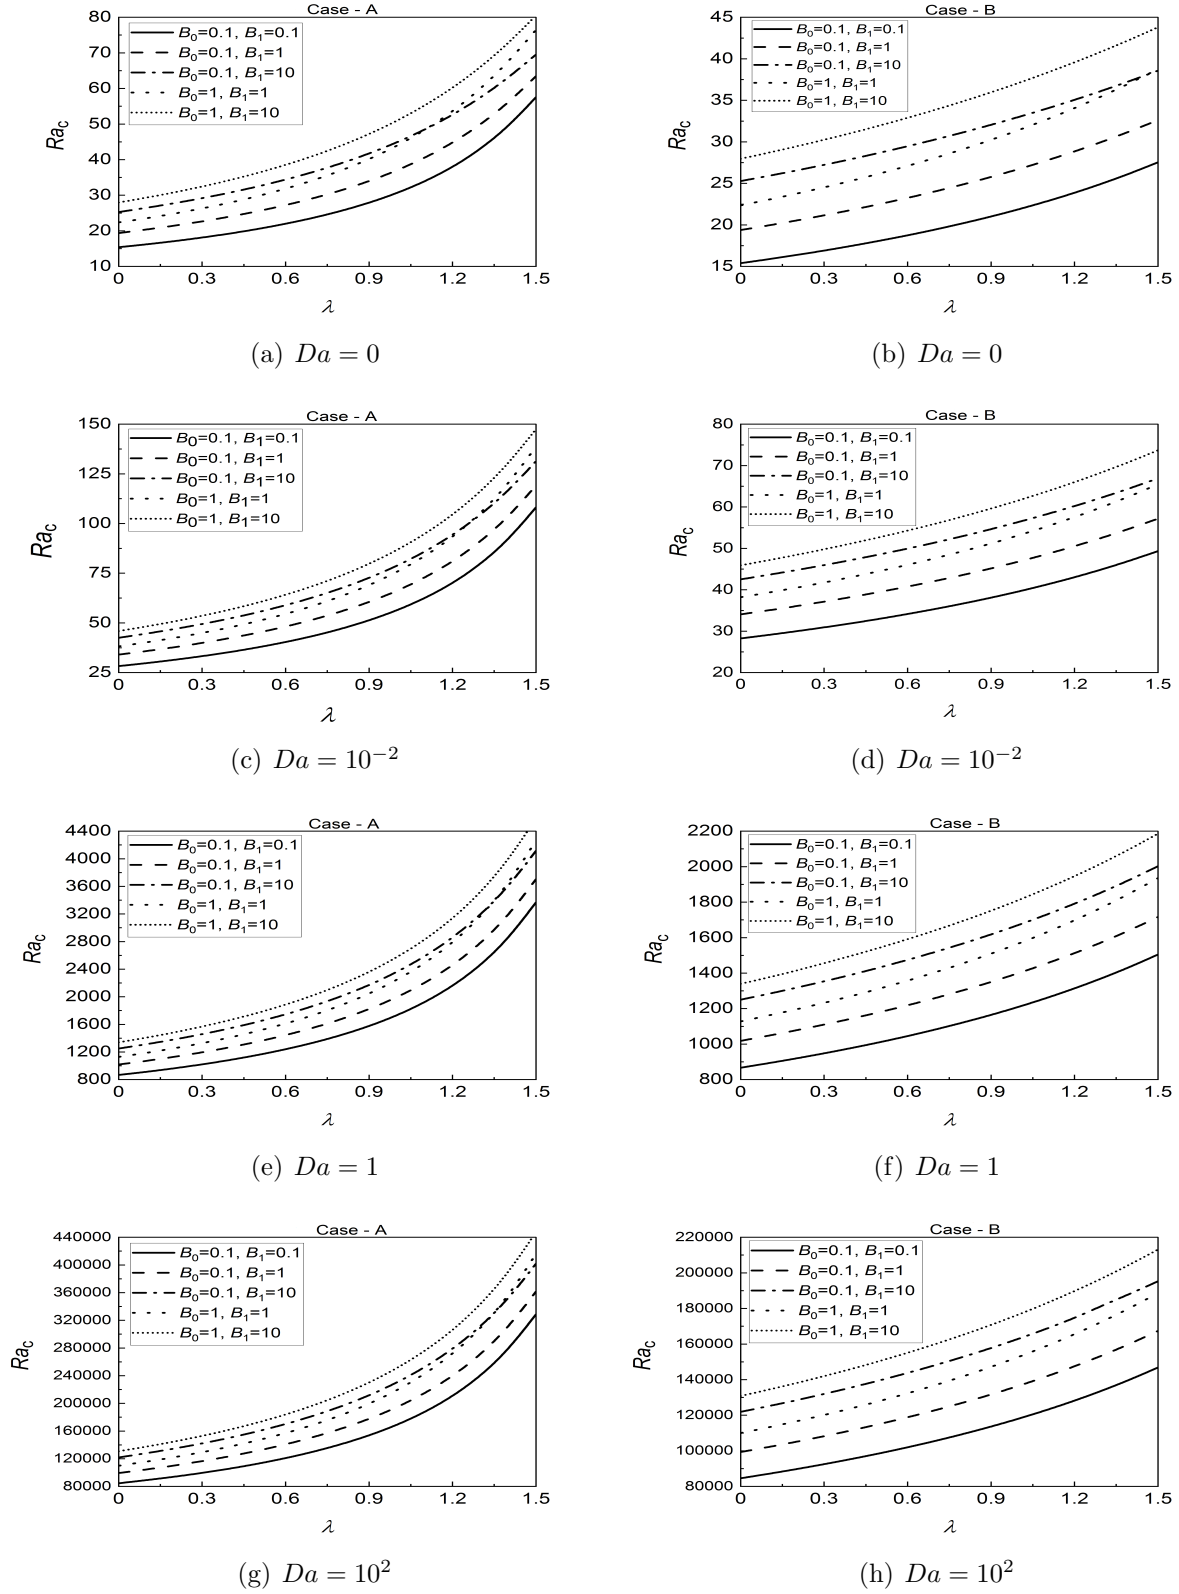 Case - A
80
70
60
50
40
30
20
10
Ra_c
B₀=0.1, B₁=0.1
B₀=0.1, B₁=1
B₀=0.1, B₁=10
B₀=1, B₁=1
B₀=1, B₁=10
0 0.3 0.6 0.9 1.2 1.5
λ
(a) Da = 0
Case - B
45
40
35
30
25
20
15
Ra_c
B₀=0.1, B₁=0.1
B₀=0.1, B₁=1
B₀=0.1, B₁=10
B₀=1, B₁=1
B₀=1, B₁=10
0 0.3 0.6 0.9 1.2 1.5
λ
(b) Da = 0
Case - A
150
125
100
75
50
25
Ra_c
B₀=0.1, B₁=0.1
B₀=0.1, B₁=1
B₀=0.1, B₁=10
B₀=1, B₁=1
B₀=1, B₁=10
0 0.3 0.6 0.9 1.2 1.5
λ
(c) Da = 10⁻²
Case - B
80
70
60
50
40
30
20
Ra_c
B₀=0.1, B₁=0.1
B₀=0.1, B₁=1
B₀=0.1, B₁=10
B₀=1, B₁=1
B₀=1, B₁=10
0 0.3 0.6 0.9 1.2 1.5
λ
(d) Da = 10⁻²
Case - A
4400
4000
3600
3200
2800
2400
2000
1600
1200
800
Ra_c
B₀=0.1, B₁=0.1
B₀=0.1, B₁=1
B₀=0.1, B₁=10
B₀=1, B₁=1
B₀=1, B₁=10
0 0.3 0.6 0.9 1.2 1.5
λ
(e) Da = 1
Case - B
2200
2000
1800
1600
1400
1200
1000
800
Ra_c
B₀=0.1, B₁=0.1
B₀=0.1, B₁=1
B₀=0.1, B₁=10
B₀=1, B₁=1
B₀=1, B₁=10
0 0.3 0.6 0.9 1.2 1.5
λ
(f) Da = 1
Case - A
440000
400000
360000
320000
280000
240000
200000
160000
120000
80000
Ra_c
B₀=0.1, B₁=0.1
B₀=0.1, B₁=1
B₀=0.1, B₁=10
B₀=1, B₁=1
B₀=1, B₁=10
0 0.3 0.6 0.9 1.2 1.5
λ
(g) Da = 10²
Case - B
220000
200000
180000
160000
140000
120000
100000
80000
Ra_c
B₀=0.1, B₁=0.1
B₀=0.1, B₁=1
B₀=0.1, B₁=10
B₀=1, B₁=1
B₀=1, B₁=10
0 0.3 0.6 0.9 1.2 1.5
λ
(h) Da = 10²